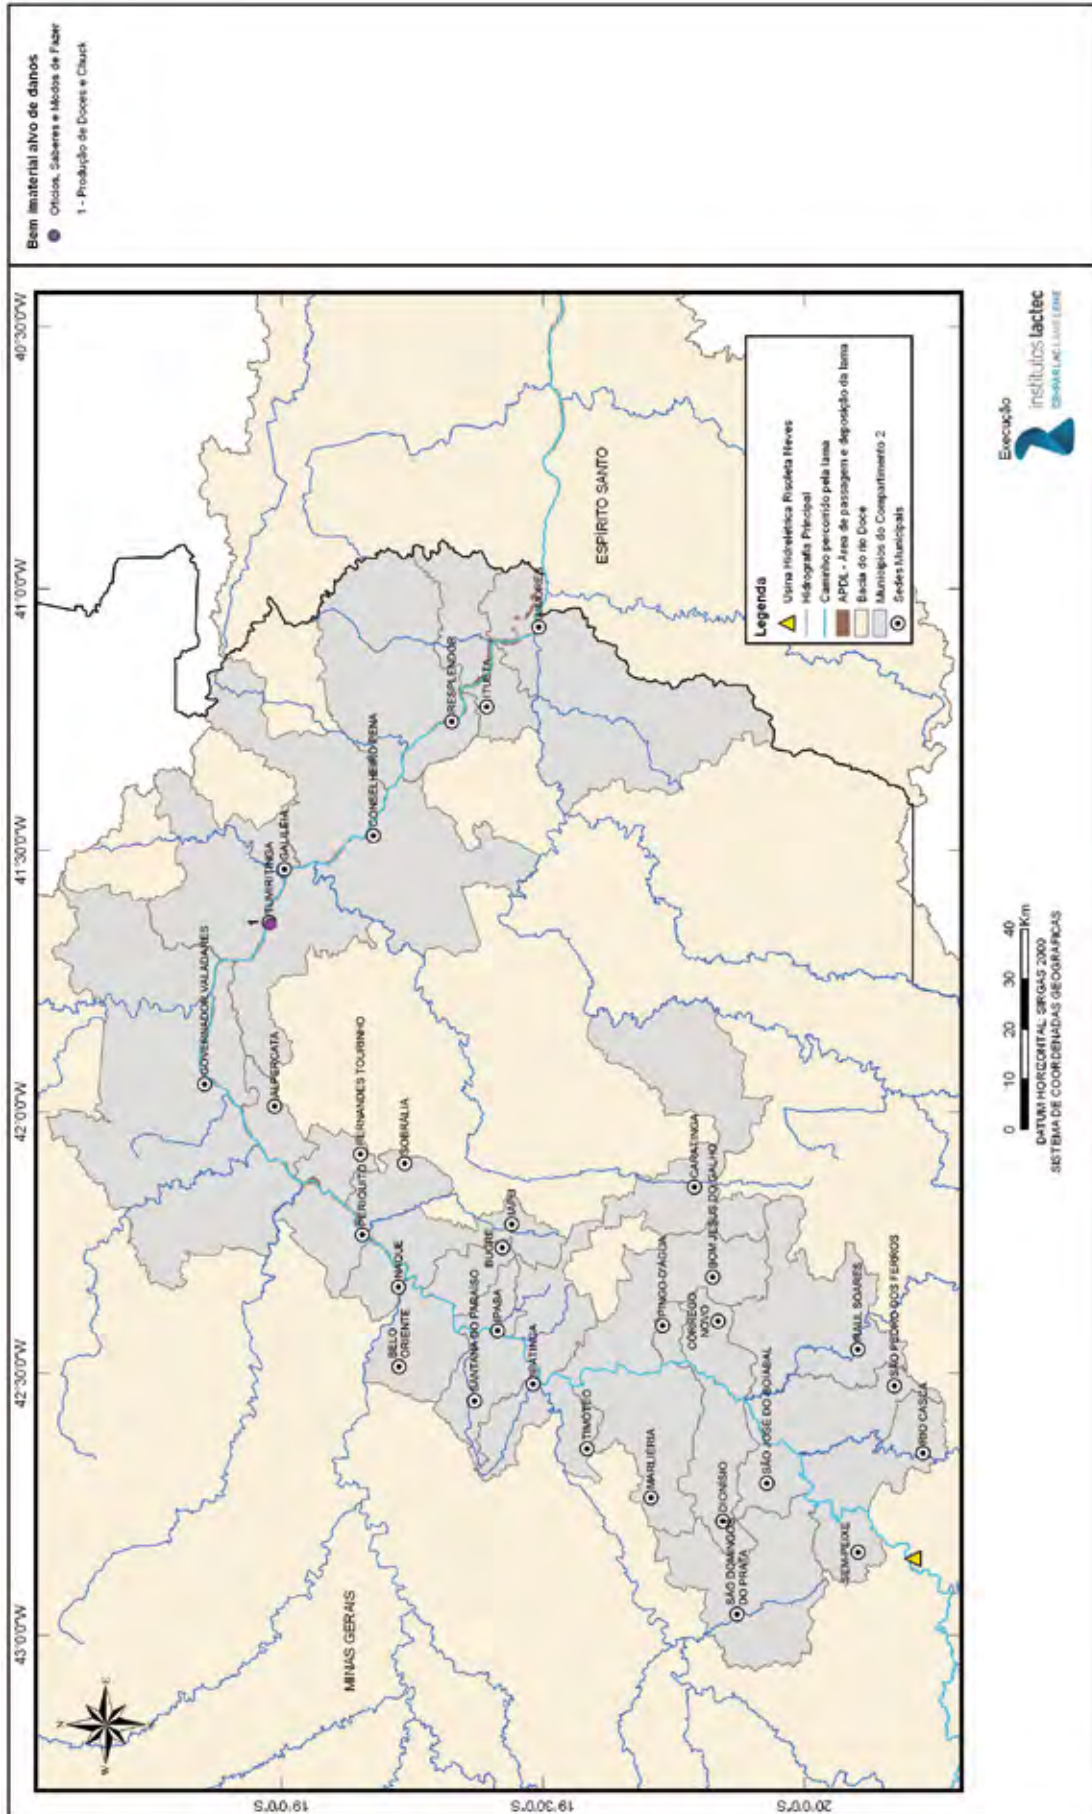 Bem imaterial alvo de danos
Ofícios, Saberes e Modos de Fazer
1 - Produção de Doces e Chuck
43°0'0"W
42°30'0"W
42°0'0"W
41°30'0"W
41°0'0"W
40°30'0"W
19°0'0"S
19°30'0"S
20°0'0"S
N
E
W
MINAS GERAIS
ESPÍRITO SANTO
GOVERNADOR VALADARES
1
TUMIRITINGA
GALILÉIA
ALPERCATA
CONSELHEIRO PENA
RESPLENDOR
ITUETA
AIMORÉS
PERIQUITO
FERNANDES TOURINHO
SOBRÁLIA
NAQUE
BELO
ORIENTE
BUGRE
IAPU
SANTANA DO PARAÍSO
IPABA
IPATINGA
TIMÓTEO
MARLIÉRIA
PINGO-D'ÁGUA
CARATINGA
BOM JESUS DO GALHO
CÓRREGO
NOVO
DIONÍSIO
SÃO DOMINGOS
DO PRATA
SÃO JOSÉ DO GOIABAL
RAUL SOARES
SÃO PEDRO DOS FERROS
RIO CASCA
SEM-PEIXE
Legenda
Usina Hidrelétrica Risoleta Neves
Hidrografia Principal
Caminho percorrido pela lama
APDL - Área de passagem e deposição da lama
Bacia do rio Doce
Municípios do Compartimento 2
Sedes Municipais
0 10 20 30 40
Km
DATUM HORIZONTAL: SIRGAS 2000
SISTEMA DE COORDENADAS GEOGRÁFICAS
Execução
institutos lactec